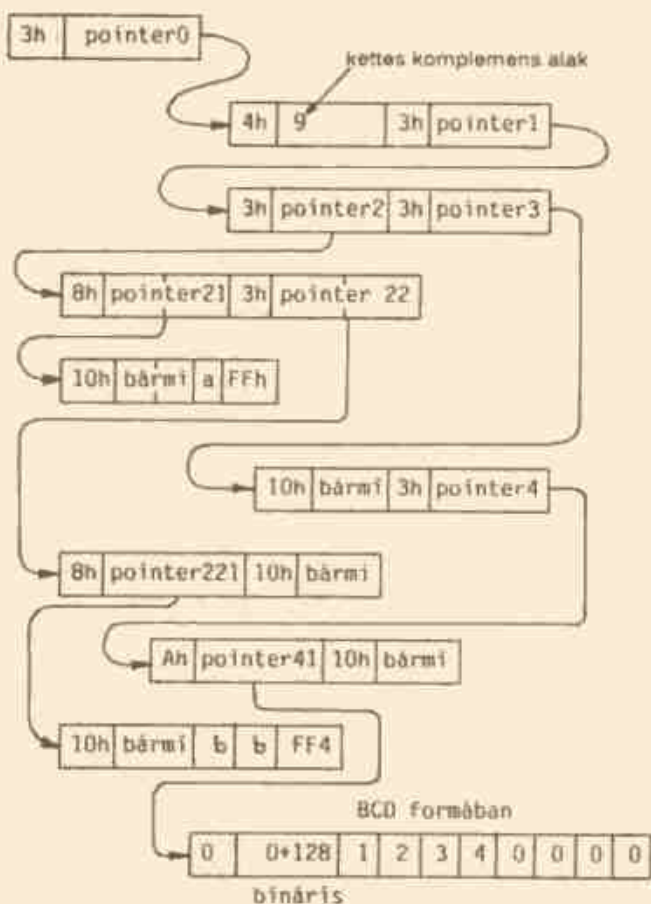 3h pointer0
kettes komplemens alak
4h 9 3h pointer1
3h pointer2 3h pointer3
8h pointer21 3h pointer 22
10h bármi a FFh
10h bármi 3h pointer4
8h pointer221 10h bármi
Ah pointer41 10h bármi
10h bármi b b FF4
BCD formában
0 0+128 1 2 3 4 0 0 0 0
bináris